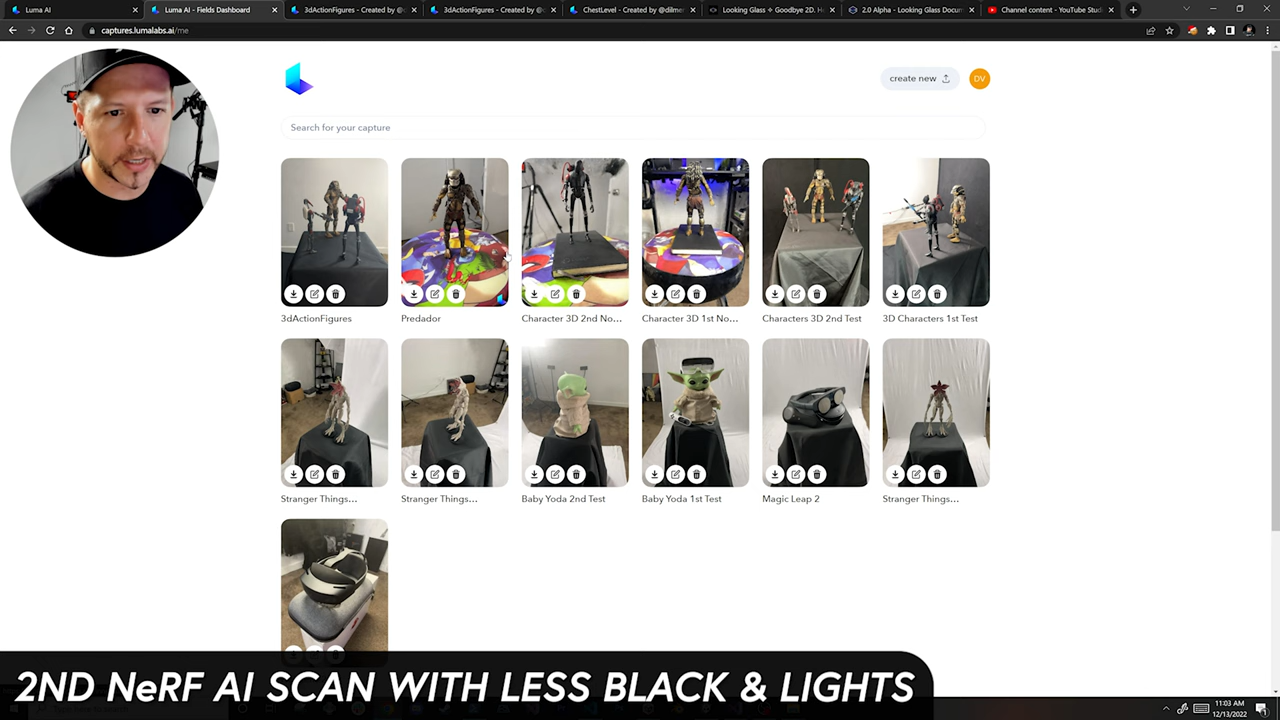 Luma AI
Luma AI - Fields Dashboard
3dActionFigures - Created by @c
3dActionFigures - Created by @c
ChestLevel - Created by @dilmer
Looking Glass ✧ Goodbye 2D. H
2.0 Alpha - Looking Glass Docum
Channel content - YouTube Studi
captures.lumalabs.ai/me
create new
DV
Search for your capture
3dActionFigures
Predador
Character 3D 2nd No...
Character 3D 1st No...
Characters 3D 2nd Test
3D Characters 1st Test
Stranger Things...
Stranger Things...
Baby Yoda 2nd Test
Baby Yoda 1st Test
Magic Leap 2
Stranger Things...
2ND NeRF AI SCAN WITH LESS BLACK & LIGHTS
11:03 AM
12/13/2022